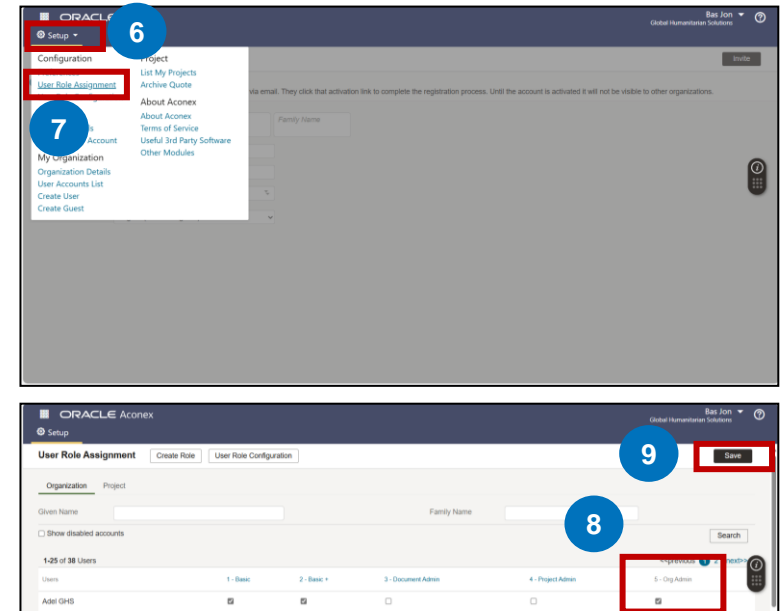 ORACLE
Bas Jon
Global Humanitarian Solutions
Setup
6
Configuration
Project
Invite
List My Projects
User Role Assignment
Archive Quote
via email. They click that activation link to complete the registration process. Until the account is activated it will not be visible to other organizations.
About Aconex
About Aconex
Family Name
7
Terms of Service
Account
Useful 3rd Party Software
My Organization
Other Modules
Organization Details
User Accounts List
Create User
Create Guest
ORACLE Aconex
Bas Jon
Global Humanitarian Solutions
Setup
User Role Assignment
Create Role
User Role Configuration
9
Save
Organization
Project
Given Name
Family Name
8
Show disabled accounts
Search
1-25 of 38 Users
<<previous 1 2 next>>
Users
1 - Basic
2 - Basic +
3 - Document Admin
4 - Project Admin
5 - Org Admin
Adel GHS